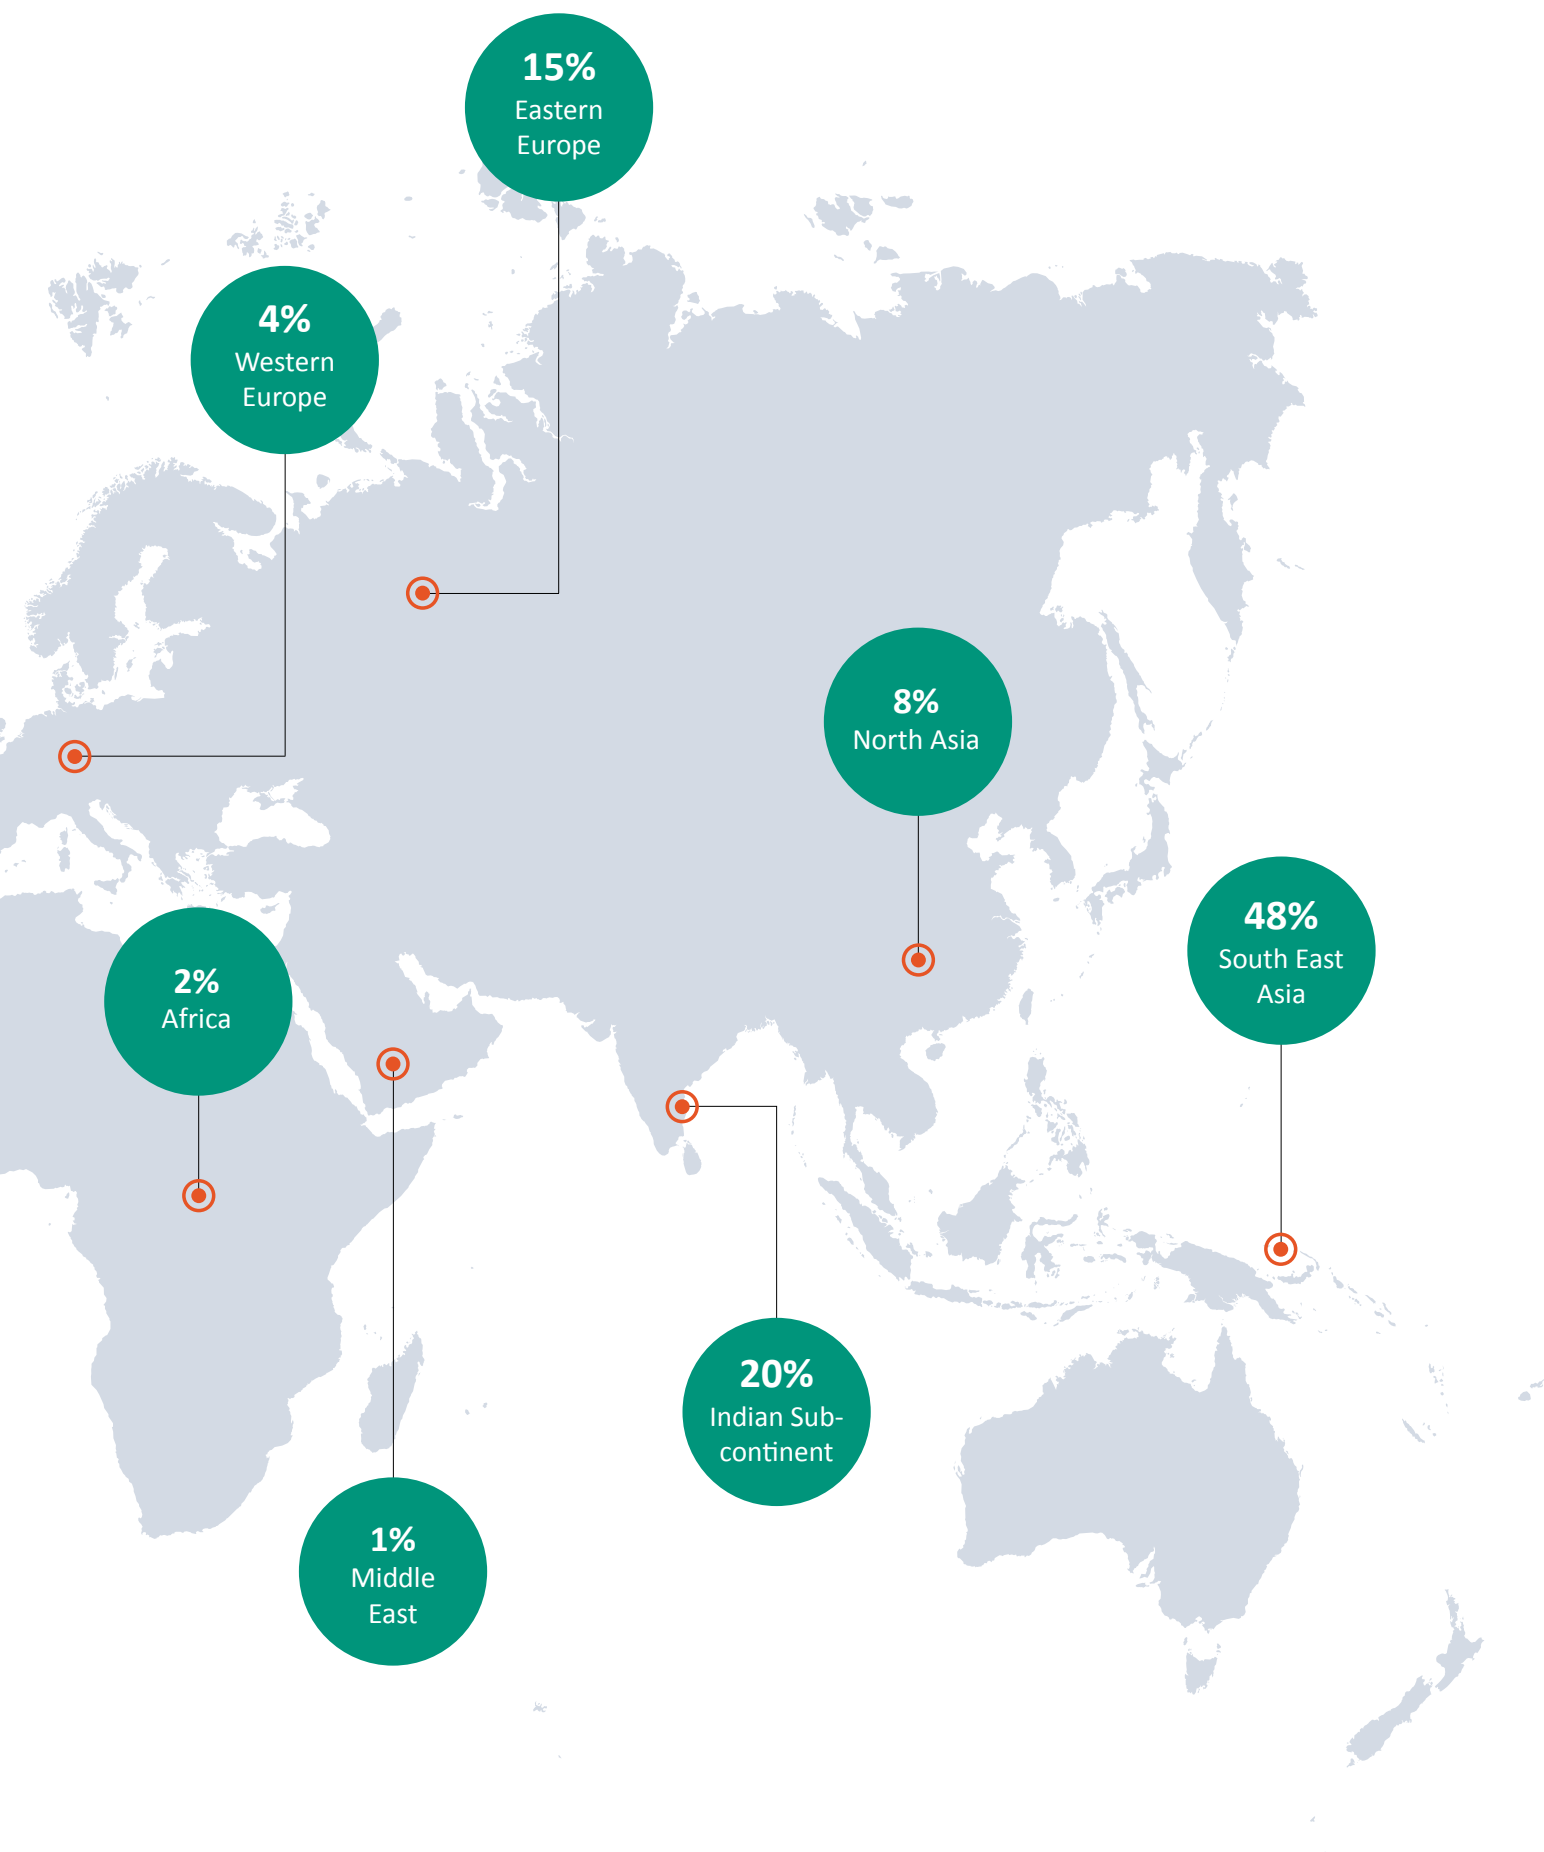 15%
Eastern
Europe
4%
Western
Europe
8%
North Asia
48%
South East
Asia
2%
Africa
20%
Indian Sub-
continent
1%
Middle
East